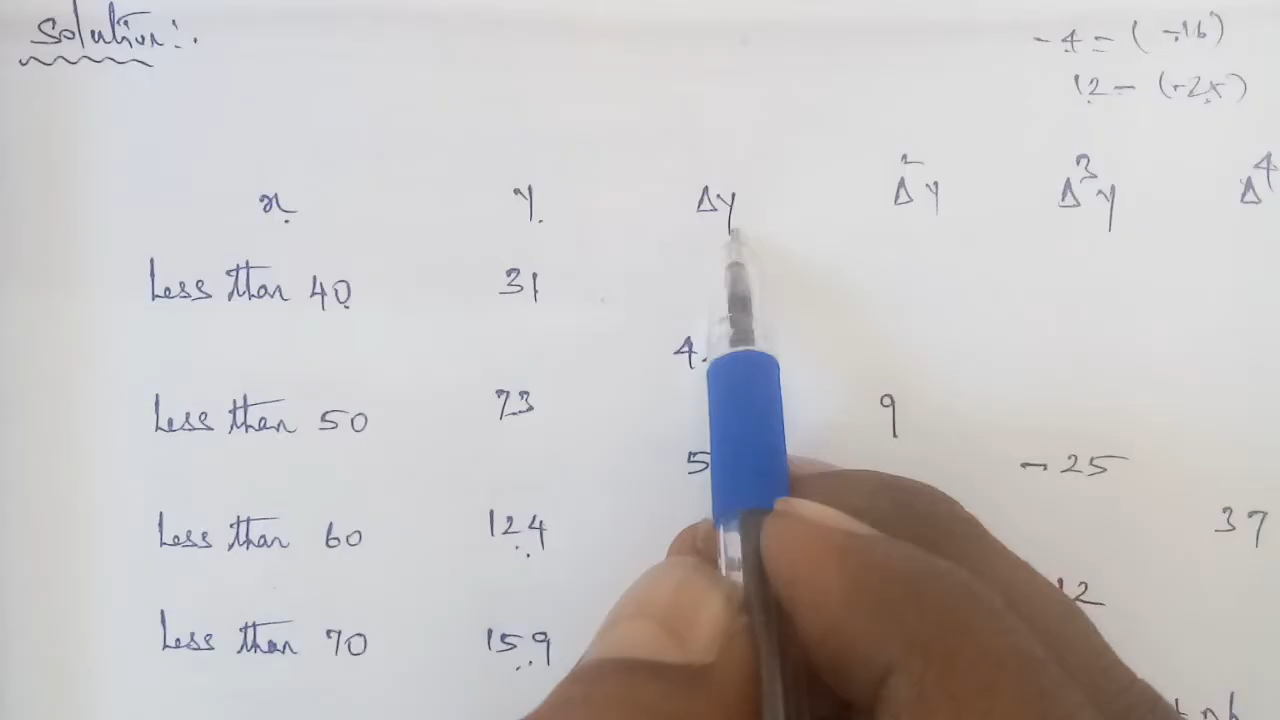 Solution:.
-4 = (-16)
12 - (-25)
x y Δy Δ²y Δ³y Δ⁴
Less than 40 31
4
Less than 50 73 9
5 -25
Less than 60 124 37
12
Less than 70 159